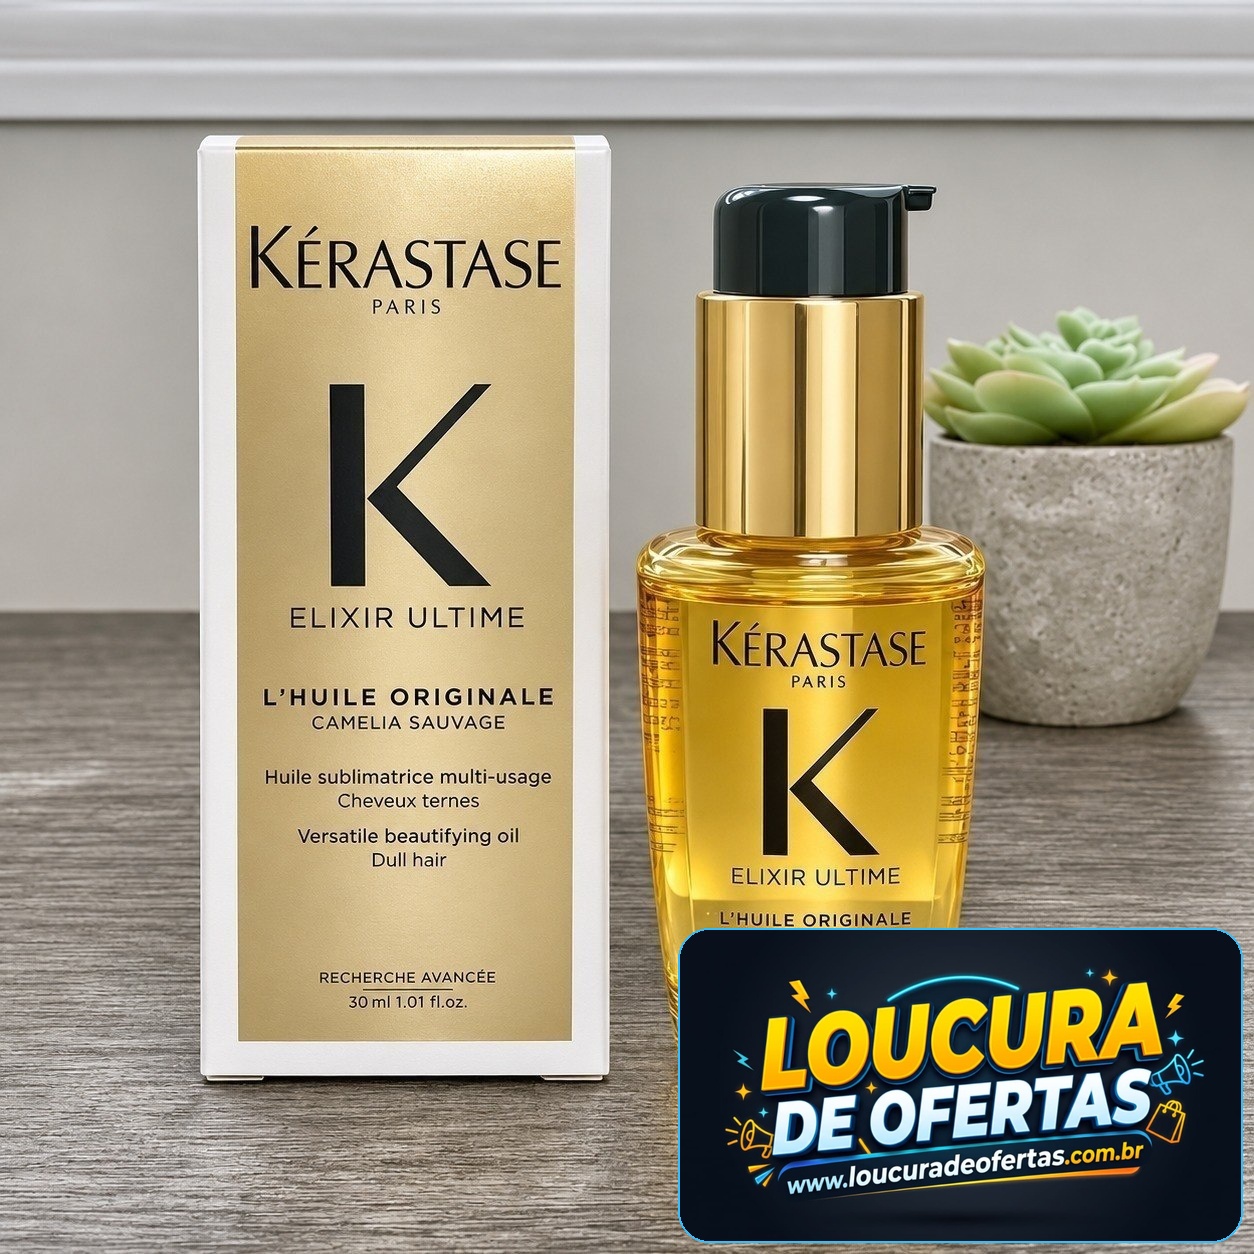 KÉRASTASE
PARIS
K
ELIXIR ULTIME
L'HUILE ORIGINALE
CAMELIA SAUVAGE
Huile sublimatrice multi-usage
Cheveux ternes
Versatile beautifying oil
Dull hair
RECHERCHE AVANCÉE
30 ml 1.01 fl.oz.
KÉRASTASE
PARIS
K
ELIXIR ULTIME
L'HUILE ORIGINALE
LOUCURA
DE OFERTAS
www.loucuradeofertas.com.br